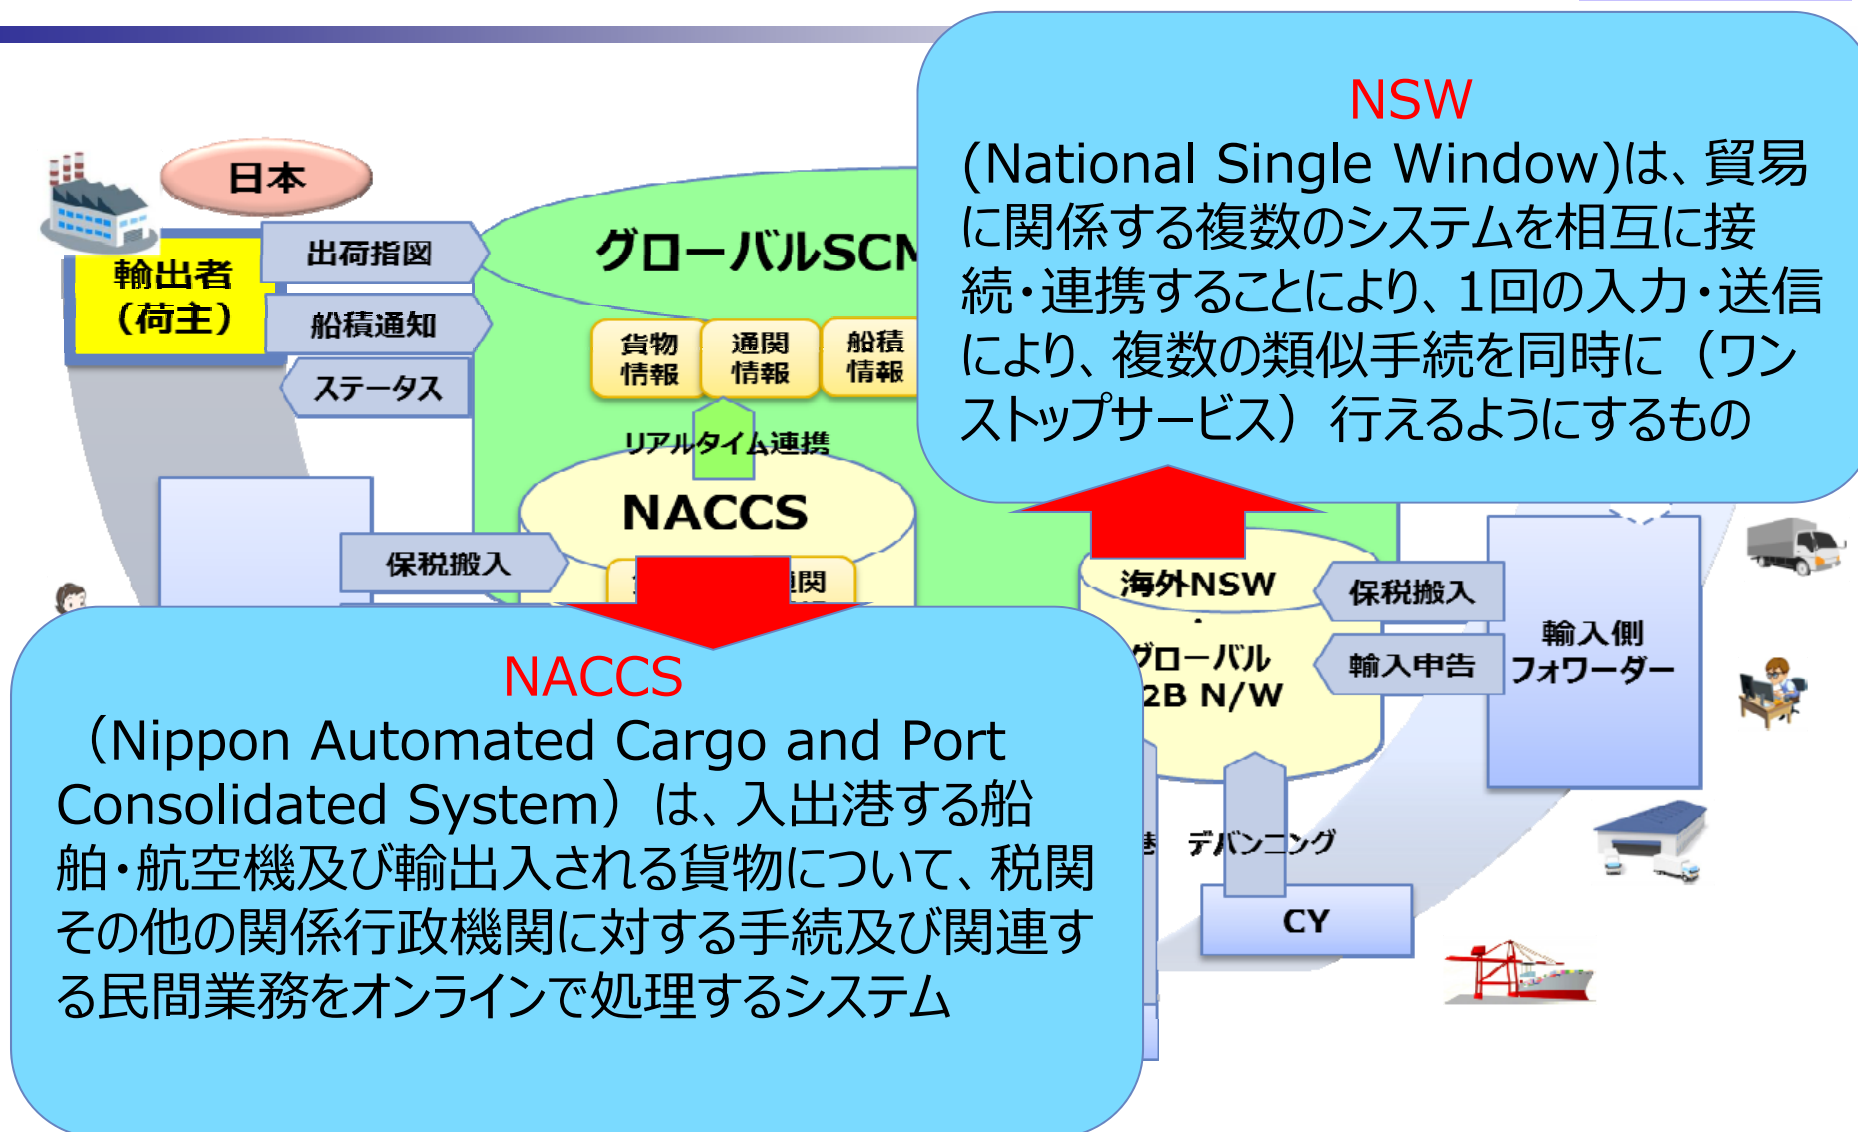 NSW
(National Single Window)は、貿易
に関係する複数のシステムを相互に接
続・連携することにより、1回の入力・送信
により、複数の類似手続を同時に（ワン
ストップサービス）行えるようにするもの
日本
輸出者
（荷主）
出荷指図
船積通知
ステータス
グローバルSCM
貨物
情報
通関
情報
船積
情報
リアルタイム連携
NACCS
保税搬入
海外NSW
・
グローバル
2B N/W
保税搬入
輸入申告
輸入側
フォワーダー
デバンニング
CY
NACCS
（Nippon Automated Cargo and Port
Consolidated System）は、入出港する船
舶・航空機及び輸出入される貨物について、税関
その他の関係行政機関に対する手続及び関連す
る民間業務をオンラインで処理するシステム